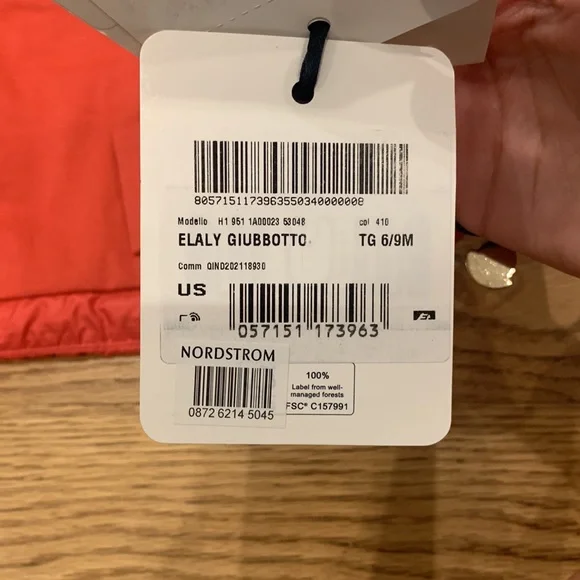 8057151173963550340000008
Modello H1 951 1A00023 53048 col 410
ELALY GIUBBOTTO TG 6/9M
Comm QIND202118930
US
057151 173963
NORDSTROM
0872 6214 5045
100%
Label from well-
managed forests
FSC® C157991